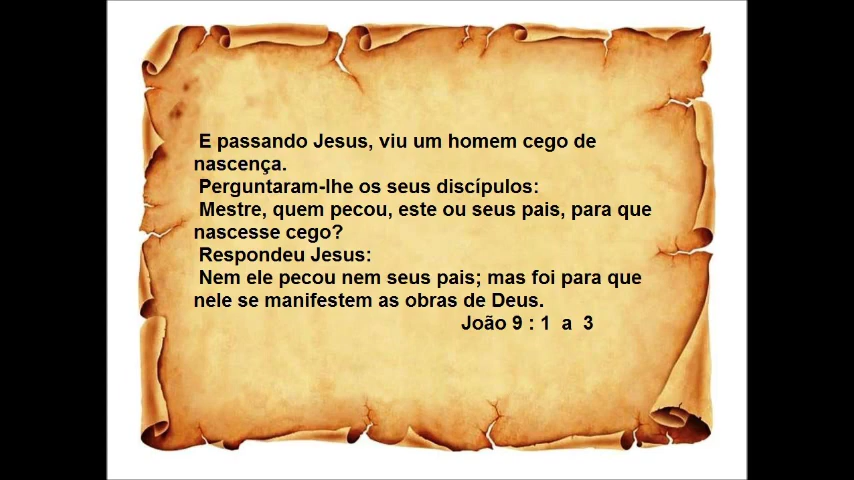 E passando Jesus, viu um homem cego de
nascença.
Perguntaram-lhe os seus discípulos:
Mestre, quem pecou, este ou seus pais, para que
nascesse cego?
Respondeu Jesus:
Nem ele pecou nem seus pais; mas foi para que
nele se manifestem as obras de Deus.
João 9 : 1 a 3